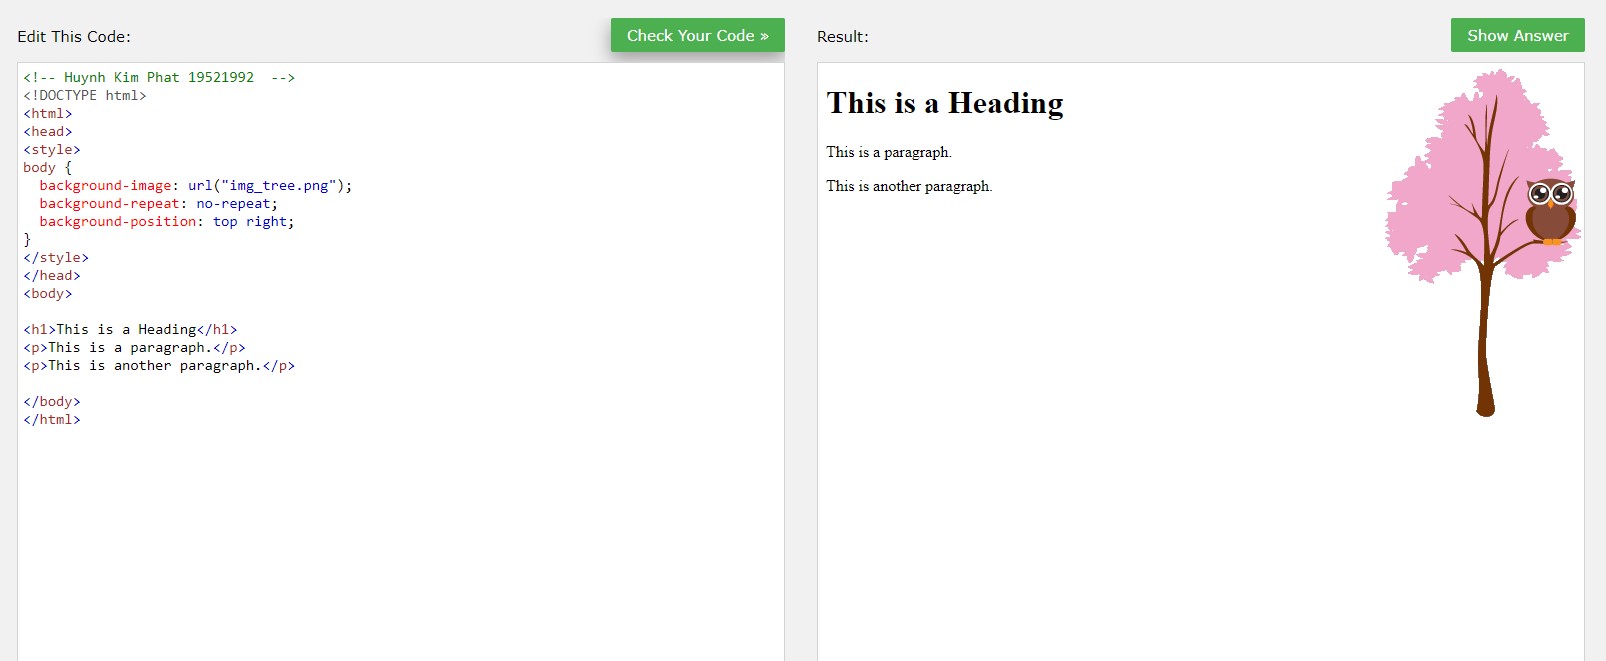 Edit This Code:
Check Your Code »
<!-- Huynh Kim Phat 19521992  -->
<!DOCTYPE html>
<html>
<head>
<style>
body {
  background-image: url("img_tree.png");
  background-repeat: no-repeat;
  background-position: top right;
}
</style>
</head>
<body>

<h1>This is a Heading</h1>
<p>This is a paragraph.</p>
<p>This is another paragraph.</p>

</body>
</html>
Result:
Show Answer
This is a Heading
This is a paragraph.
This is another paragraph.